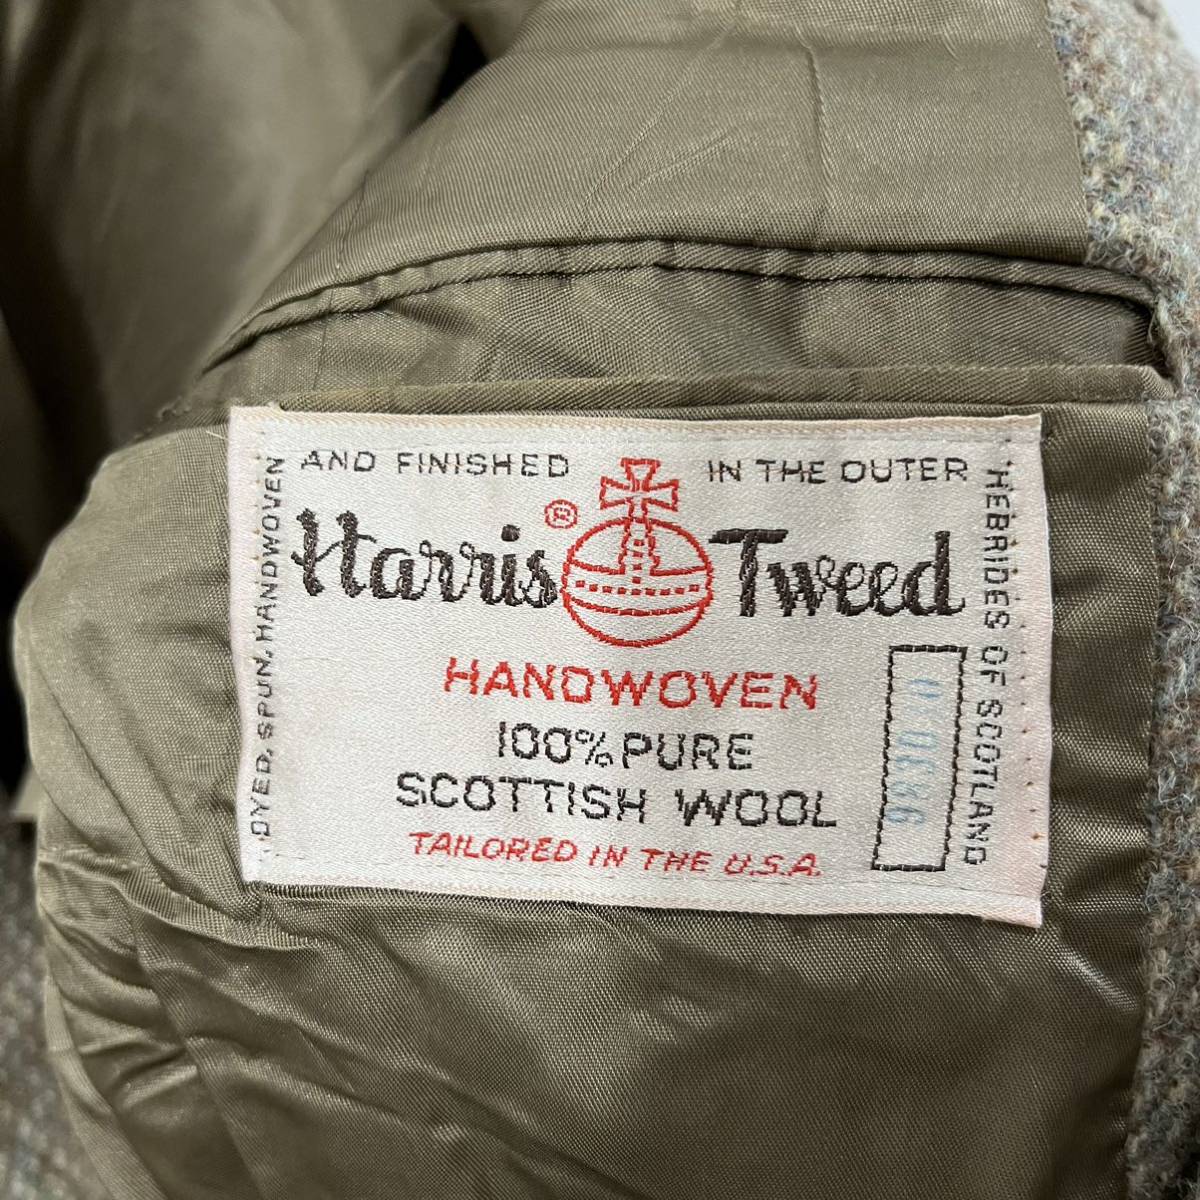 DYED, SPUN, HANDWOVEN
AND FINISHED
IN THE OUTER
HEBRIDES OF SCOTLAND
Harris® Tweed
HANDWOVEN
100% PURE
SCOTTISH WOOL
TAILORED IN THE U.S.A.